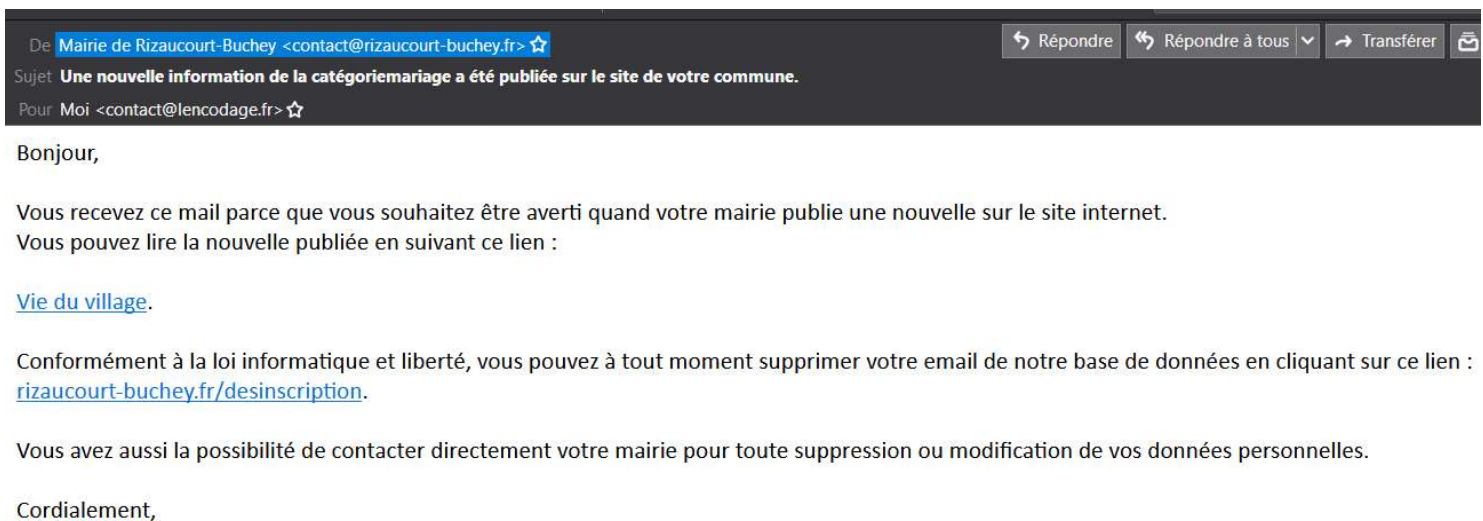 De Mairie de Rizaucourt-Buchey <contact@rizaucourt-buchey.fr>
Répondre Répondre à tous Transférer
Sujet Une nouvelle information de la catégoriemariage a été publiée sur le site de votre commune.
Pour Moi <contact@lencodage.fr>
Bonjour,
Vous recevez ce mail parce que vous souhaitez être averti quand votre mairie publie une nouvelle sur le site internet.
Vous pouvez lire la nouvelle publiée en suivant ce lien :
Vie du village.
Conformément à la loi informatique et liberté, vous pouvez à tout moment supprimer votre email de notre base de données en cliquant sur ce lien :
rizaucourt-buchey.fr/desinscription.
Vous avez aussi la possibilité de contacter directement votre mairie pour toute suppression ou modification de vos données personnelles.
Cordialement,